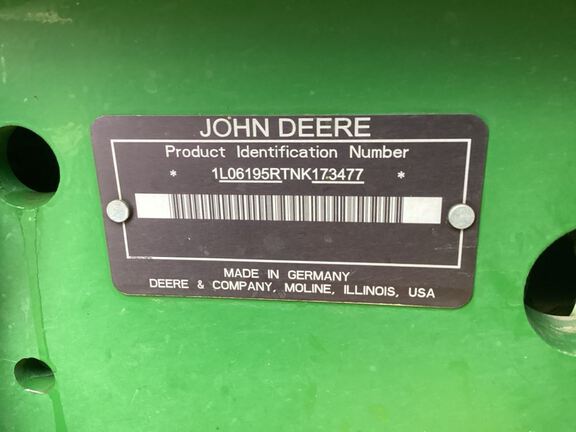 JOHN DEERE
Product Identification Number
* 1L06195RTNK173477 *
MADE IN GERMANY
DEERE & COMPANY, MOLINE, ILLINOIS, USA